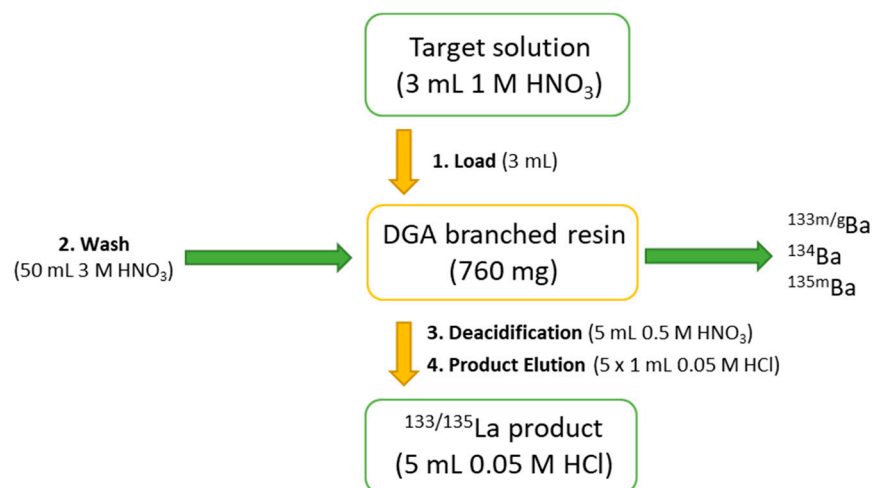 Target solution
(3 mL 1 M HNO₃)
1. Load (3 mL)
2. Wash
(50 mL 3 M HNO₃)
DGA branched resin
(760 mg)
¹³³ᵐ/ᵍBa
¹³⁴Ba
¹³⁵ᵐBa
3. Deacidification (5 mL 0.5 M HNO₃)
4. Product Elution (5 x 1 mL 0.05 M HCl)
¹³³/¹³⁵La product
(5 mL 0.05 M HCl)